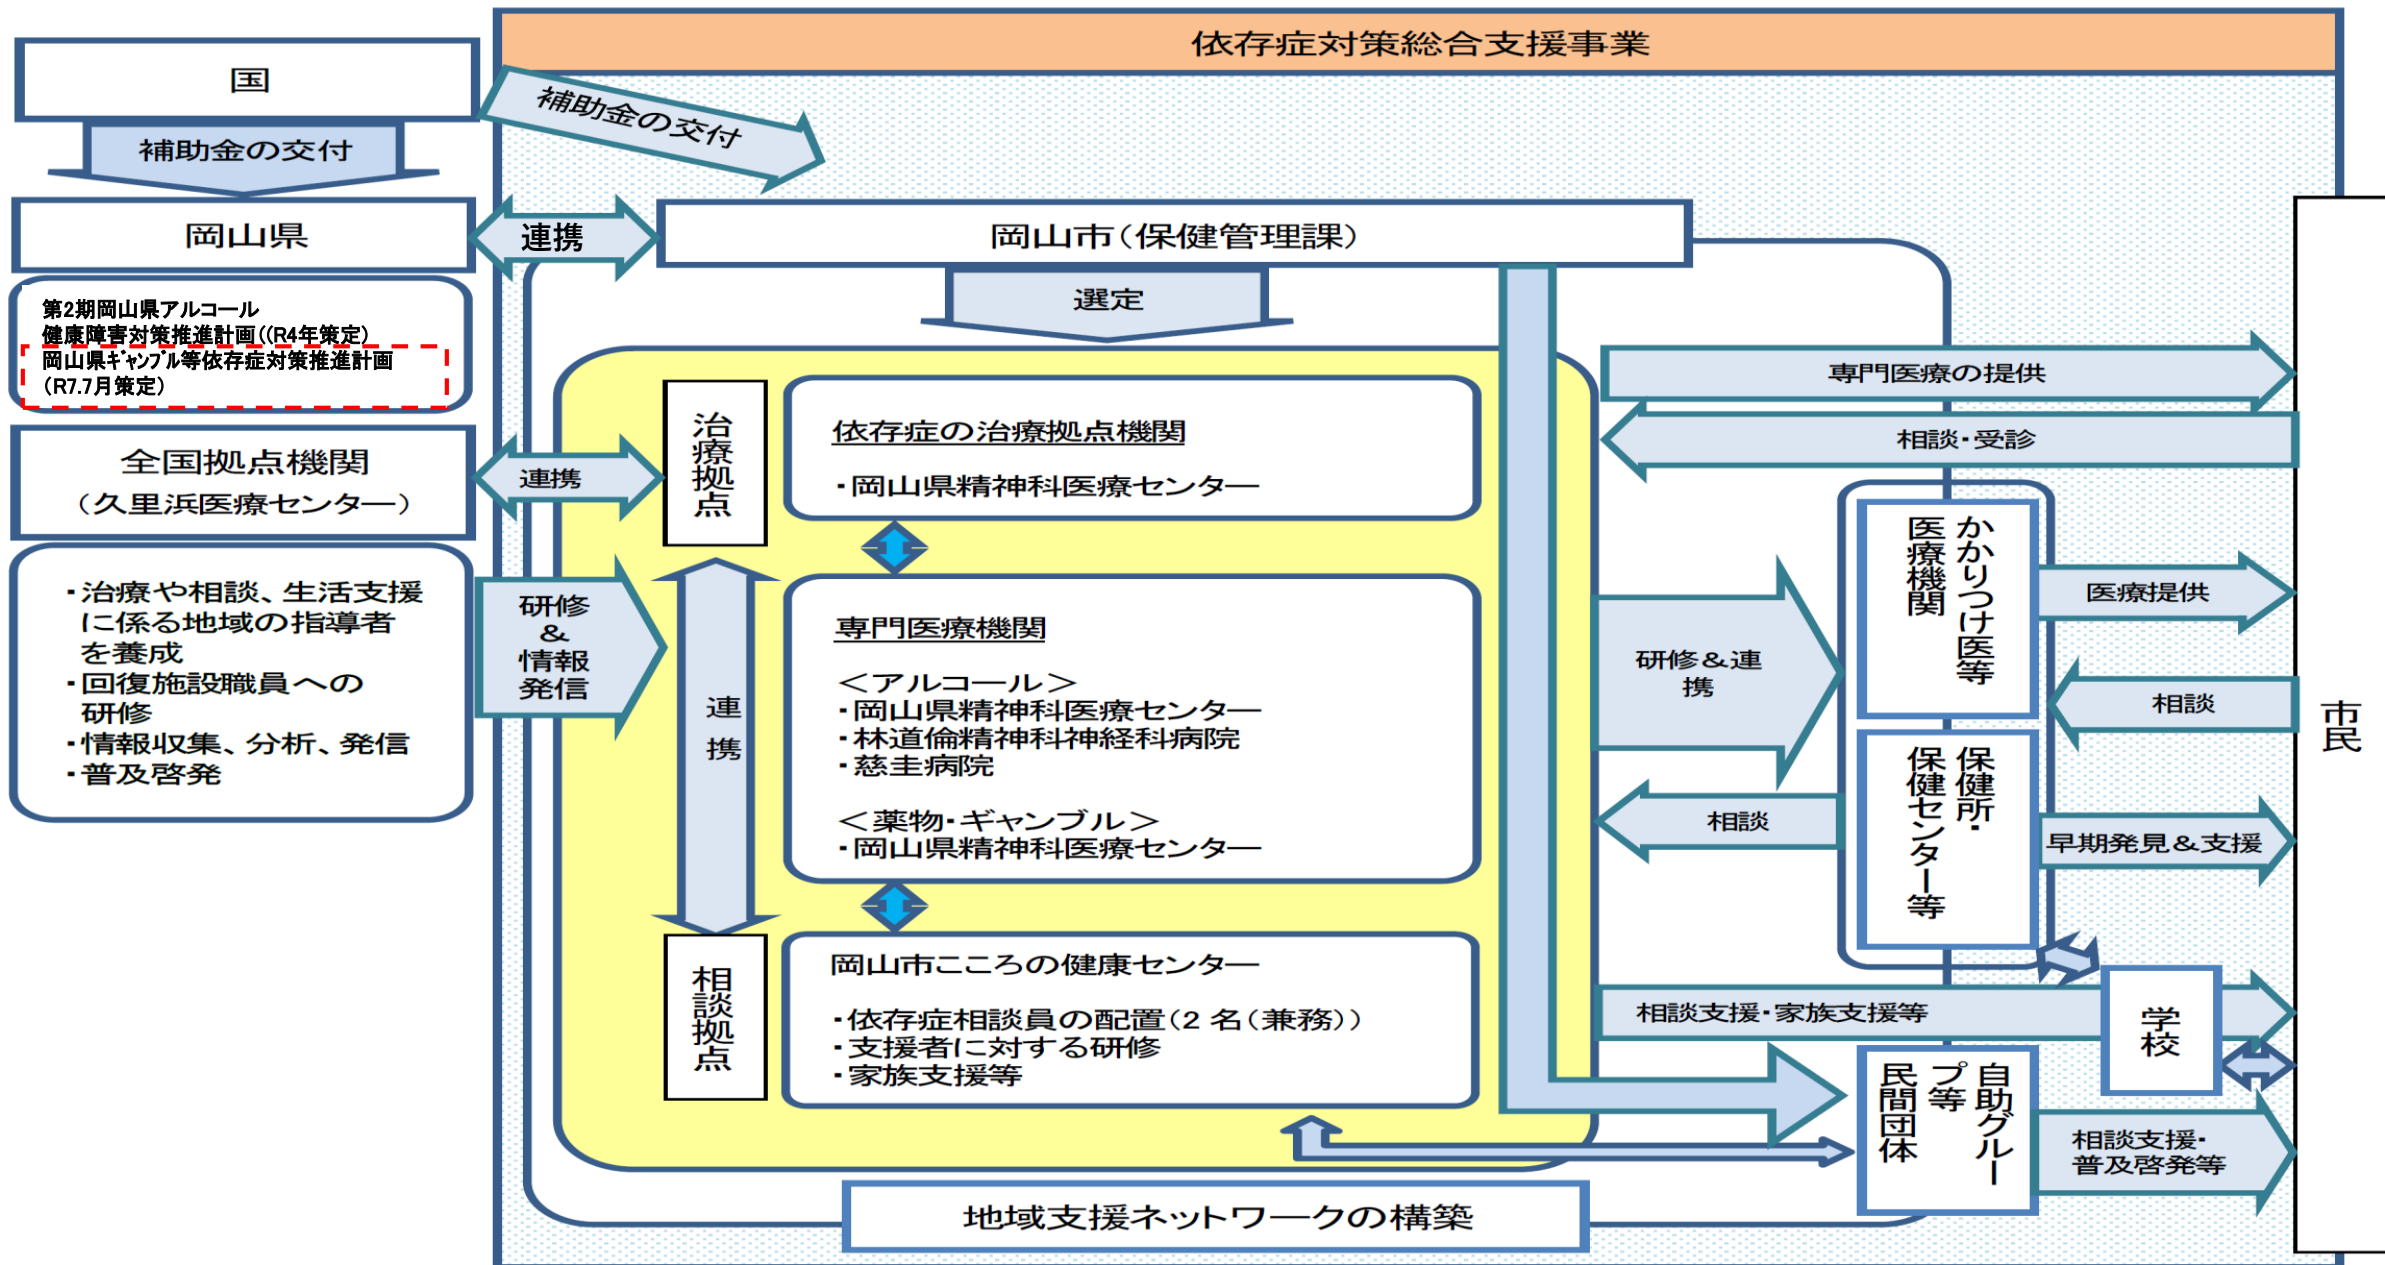 依存症対策総合支援事業
国
補助金の交付
補助金の交付
岡山県
連携
岡山市(保健管理課)
選定
第2期岡山県アルコール
健康障害対策推進計画((R4年策定)
岡山県ギャンブル等依存症対策推進計画
(R7.7月策定)
全国拠点機関
(久里浜医療センター)
連携
・治療や相談、生活支援
に係る地域の指導者
を養成
・回復施設職員への
研修
・情報収集、分析、発信
・普及啓発
研修
&
情報
発信
治療拠点
連携
相談拠点
依存症の治療拠点機関
・岡山県精神科医療センター
専門医療機関
<アルコール>
・岡山県精神科医療センター
・林道倫精神科神経科病院
・慈圭病院
<薬物・ギャンブル>
・岡山県精神科医療センター
岡山市こころの健康センター
・依存症相談員の配置(2 名(兼務))
・支援者に対する研修
・家族支援等
専門医療の提供
相談・受診
研修&連
携
相談
かかりつけ医等
医療機関
保健所・
保健センター等
医療提供
相談
早期発見&支援
相談支援・家族支援等
学校
自助グルー
プ等
民間団体
相談支援・
普及啓発等
市民
地域支援ネットワークの構築